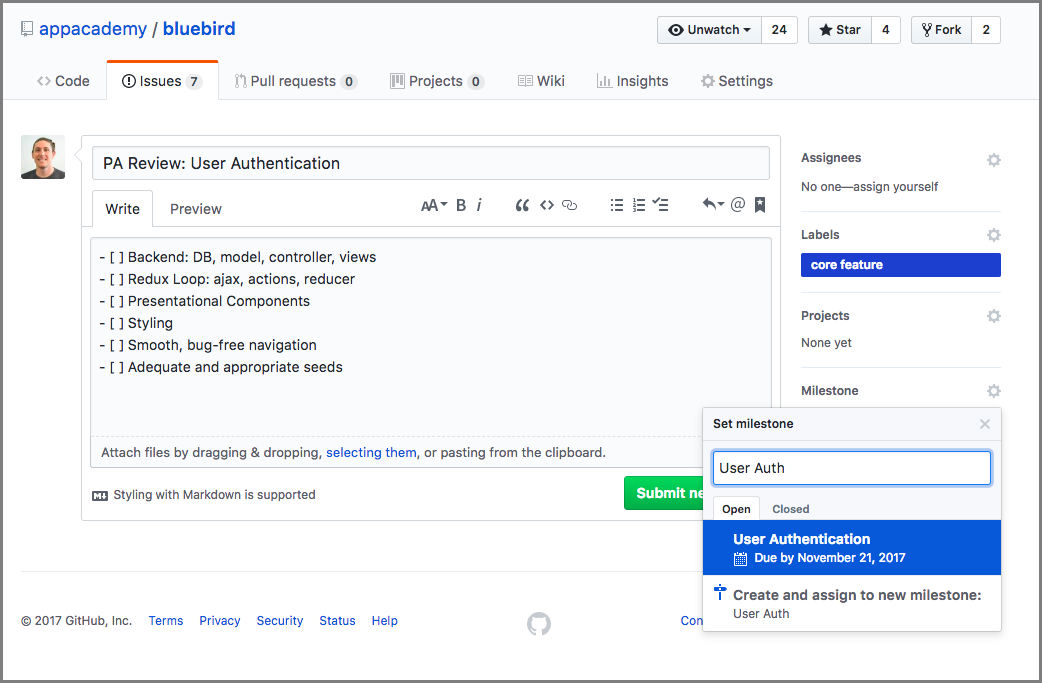 appacademy / bluebird
Unwatch 24 Star 4 Fork 2
Code Issues 7 Pull requests 0 Projects 0 Wiki Insights Settings
PA Review: User Authentication
Write Preview AA B i
- [ ] Backend: DB, model, controller, views
- [ ] Redux Loop: ajax, actions, reducer
- [ ] Presentational Components
- [ ] Styling
- [ ] Smooth, bug-free navigation
- [ ] Adequate and appropriate seeds
Attach files by dragging & dropping, selecting them, or pasting from the clipboard.
Styling with Markdown is supported
Submit ne
Assignees
No one—assign yourself
Labels
core feature
Projects
None yet
Milestone
Set milestone
User Auth
Open Closed
User Authentication
Due by November 21, 2017
Create and assign to new milestone:
User Auth
© 2017 GitHub, Inc. Terms Privacy Security Status Help Con